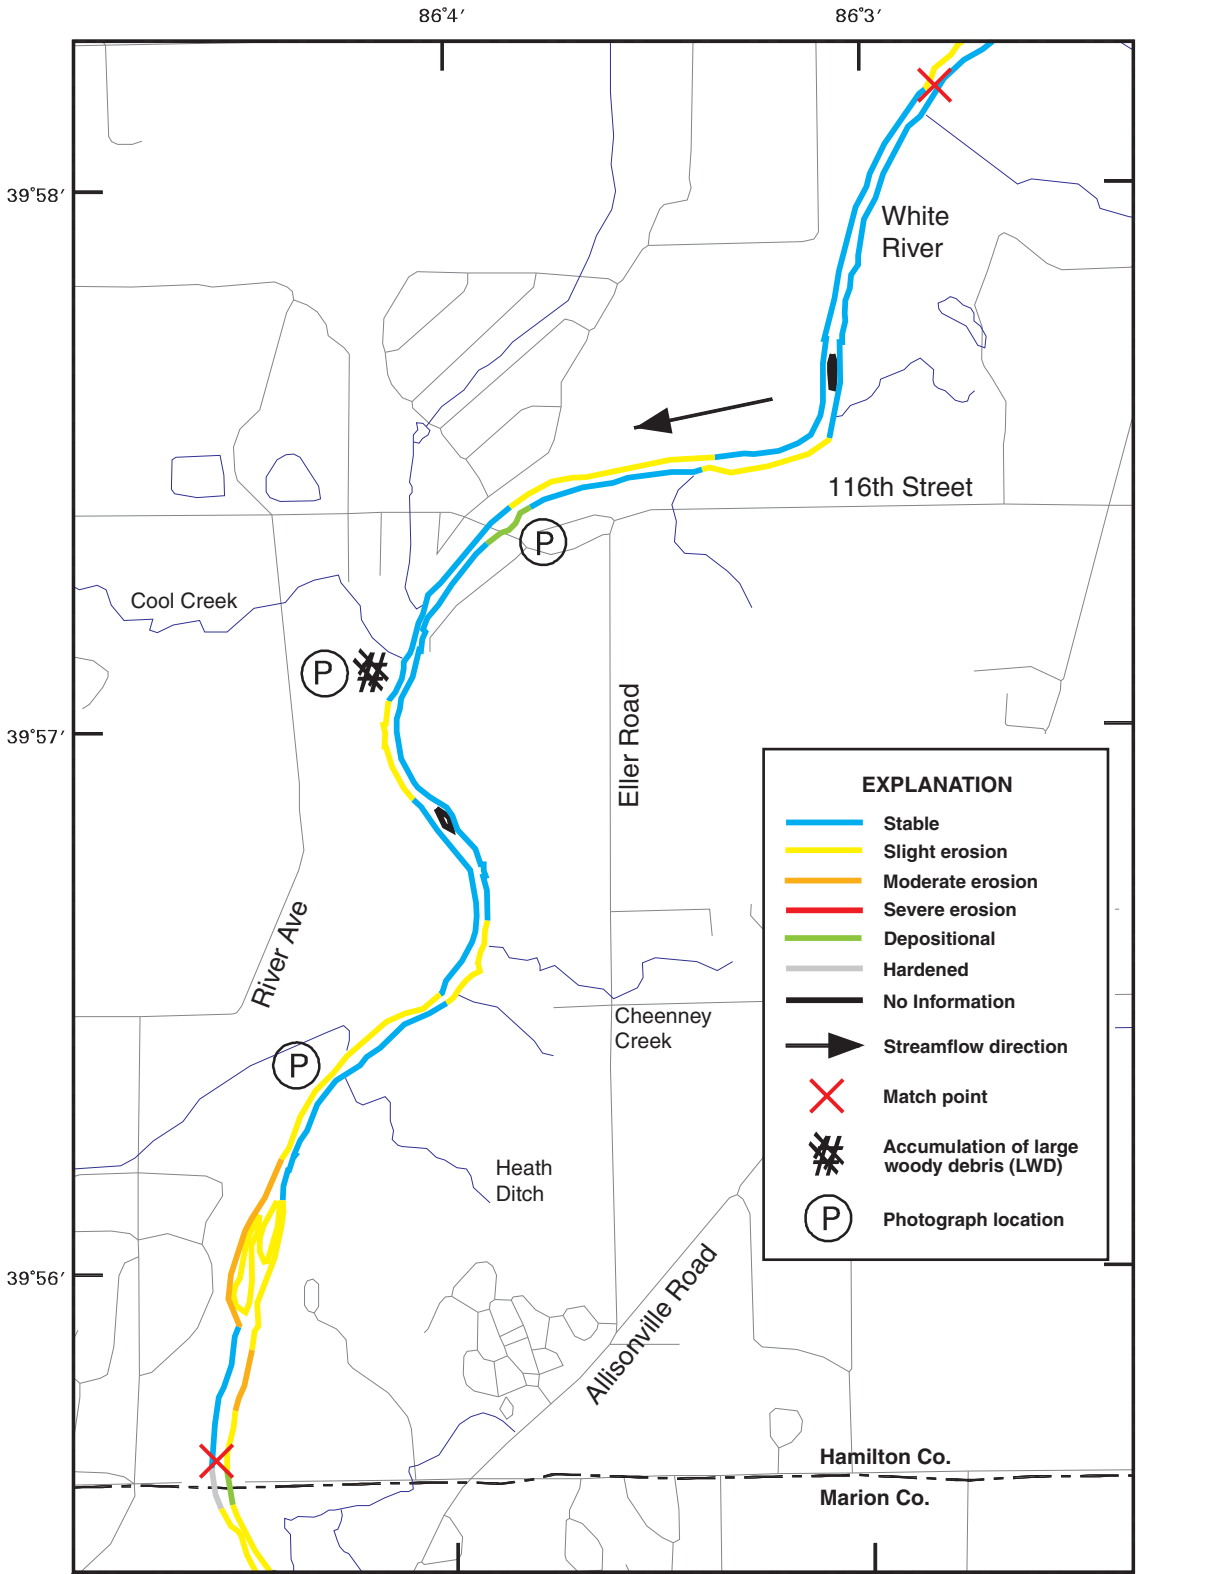 86°4′
86°3′
39°58′
White
River
116th Street
P
Cool Creek
P
39°57′
Eller Road
EXPLANATION
Stable
Slight erosion
Moderate erosion
Severe erosion
Depositional
Hardened
No Information
Streamflow direction
Match point
Accumulation of large
woody debris (LWD)
P
Photograph location
River Ave
Cheenney
Creek
P
Heath
Ditch
39°56′
Allisonville Road
Hamilton Co.
Marion Co.